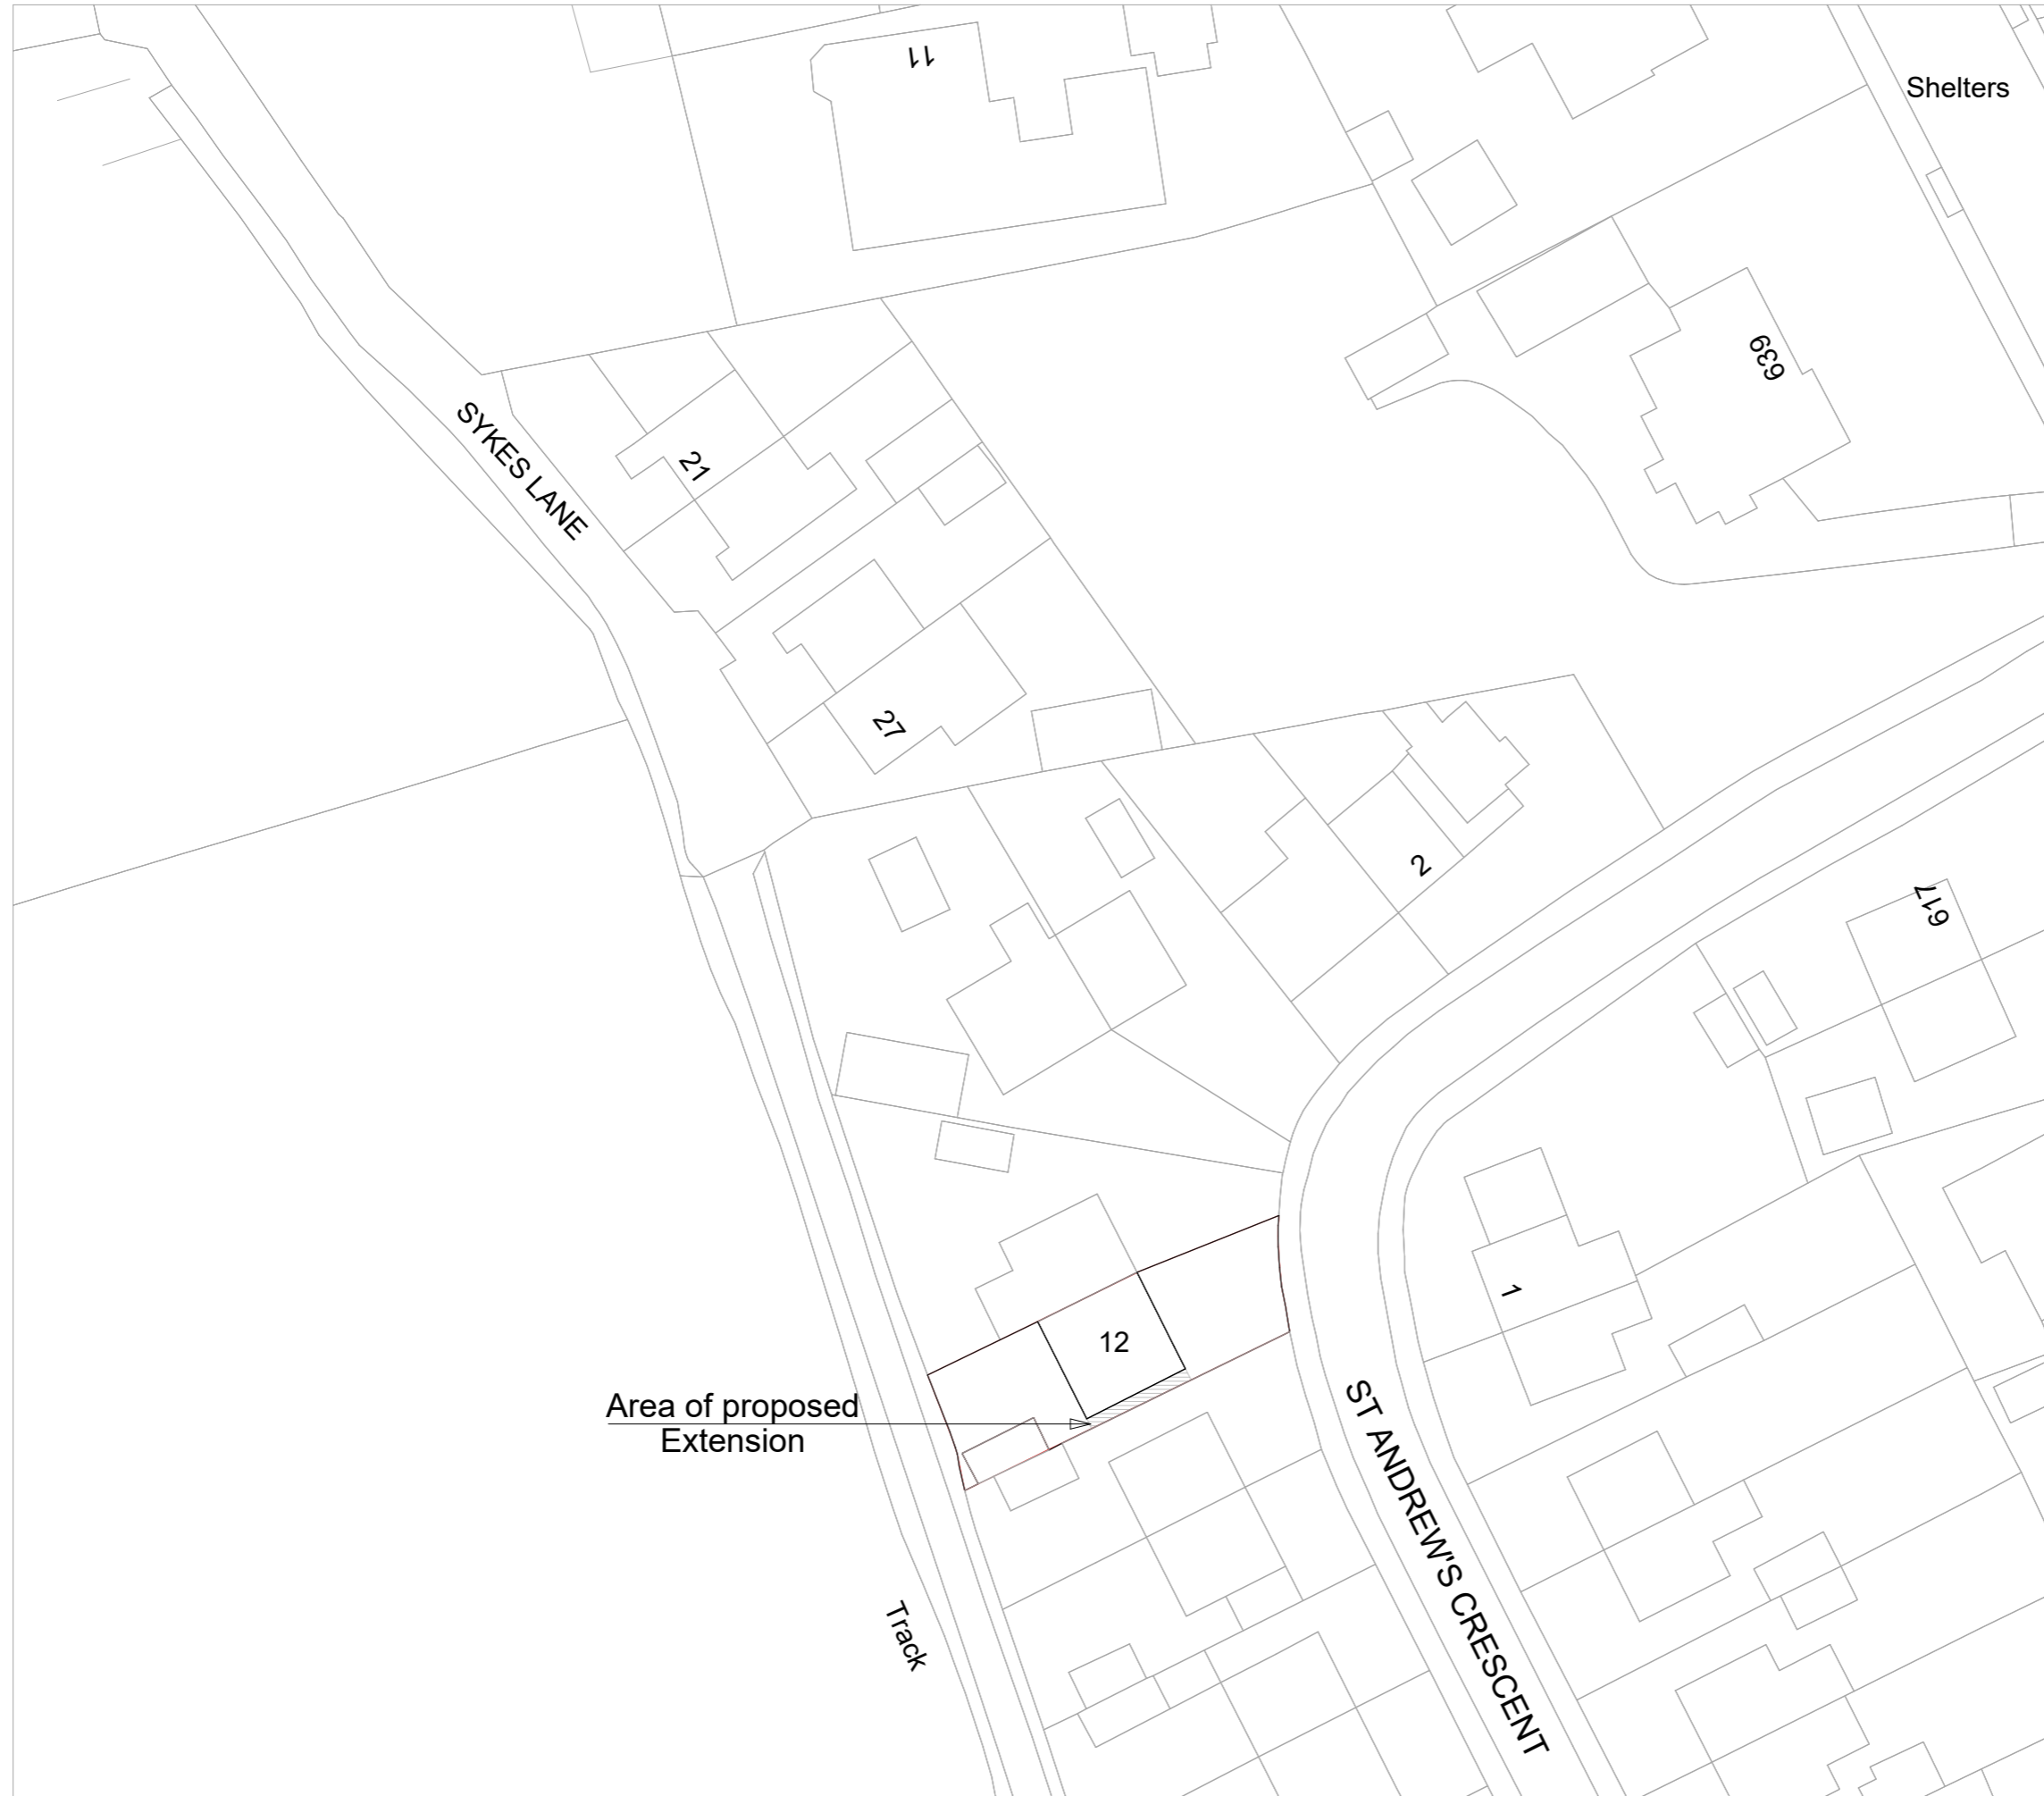 11
Shelters
639
SYKES LANE
21
27
2
617
1
12
Area of proposed
Extension
ST ANDREW'S CRESCENT
Track